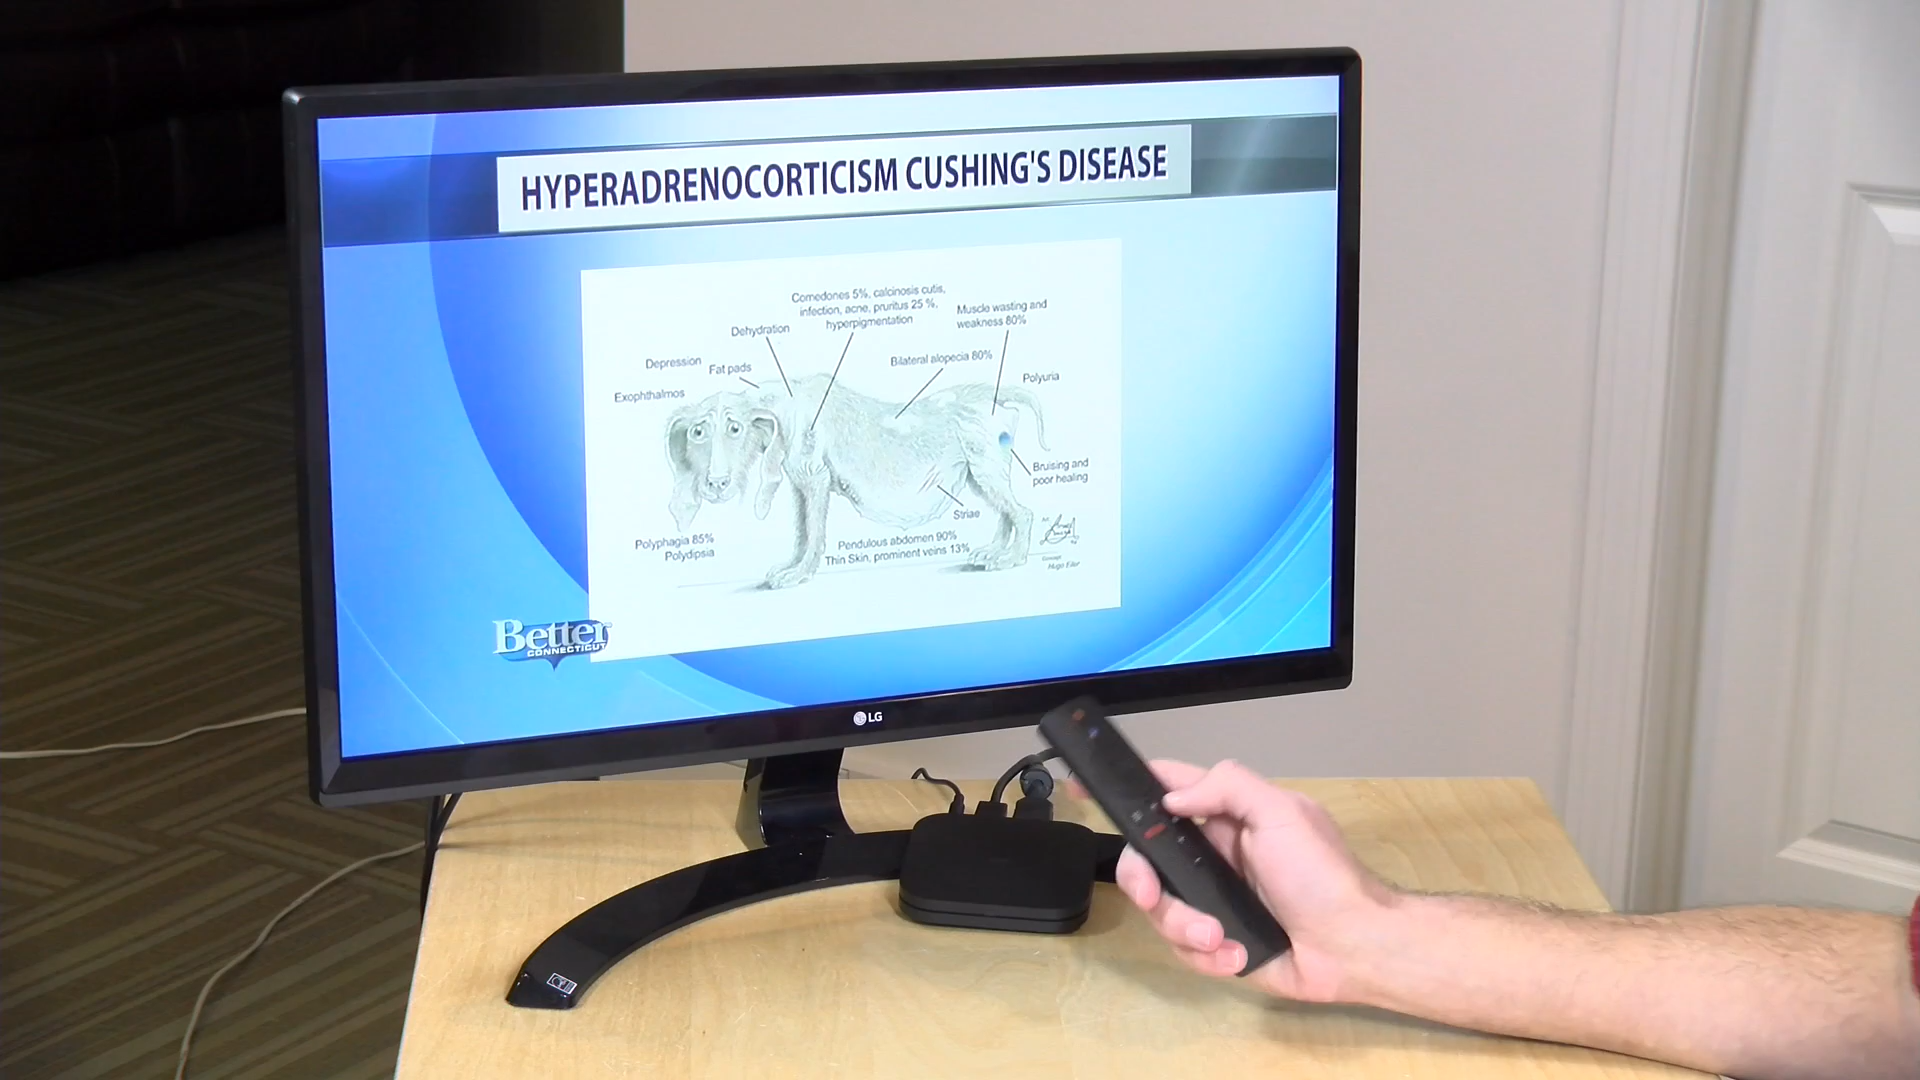 HYPERADRENOCORTICISM CUSHING'S DISEASE
Comedones 5%, calcinosis cutis,
infection, acne, pruritus 25 %,
hyperpigmentation
Muscle wasting and
weakness 80%
Dehydration
Bilateral alopecia 80%
Depression
Fat pads
Polyuria
Exophthalmos
Bruising and
poor healing
Striae
Polyphagia 85%
Polydipsia
Pendulous abdomen 90%
Thin Skin, prominent veins 13%
Hugo Eiler
Better
CONNECTICUT
LG